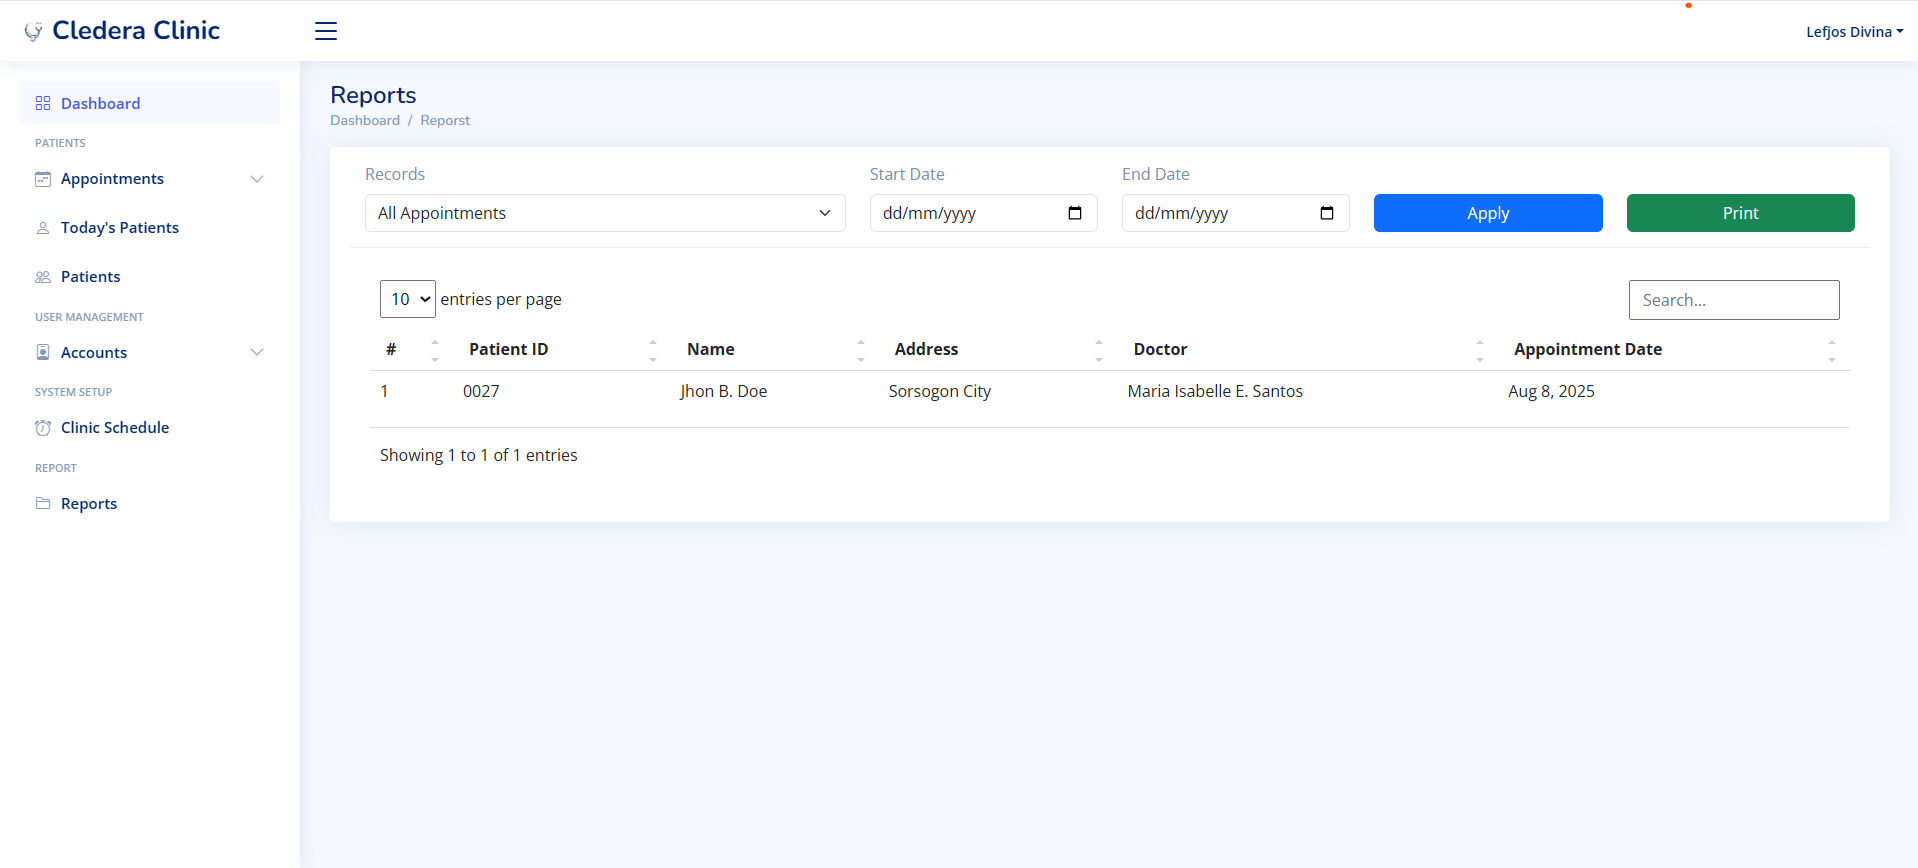 Cledera Clinic
Lefjos Divina
Dashboard
PATIENTS
Appointments
Today's Patients
Patients
USER MANAGEMENT
Accounts
SYSTEM SETUP
Clinic Schedule
REPORT
Reports
Reports
Dashboard / Reporst
Records Start Date End Date
All Appointments dd/mm/yyyy dd/mm/yyyy Apply Print
10 entries per page Search...
# Patient ID Name Address Doctor Appointment Date
1 0027 Jhon B. Doe Sorsogon City Maria Isabelle E. Santos Aug 8, 2025
Showing 1 to 1 of 1 entries